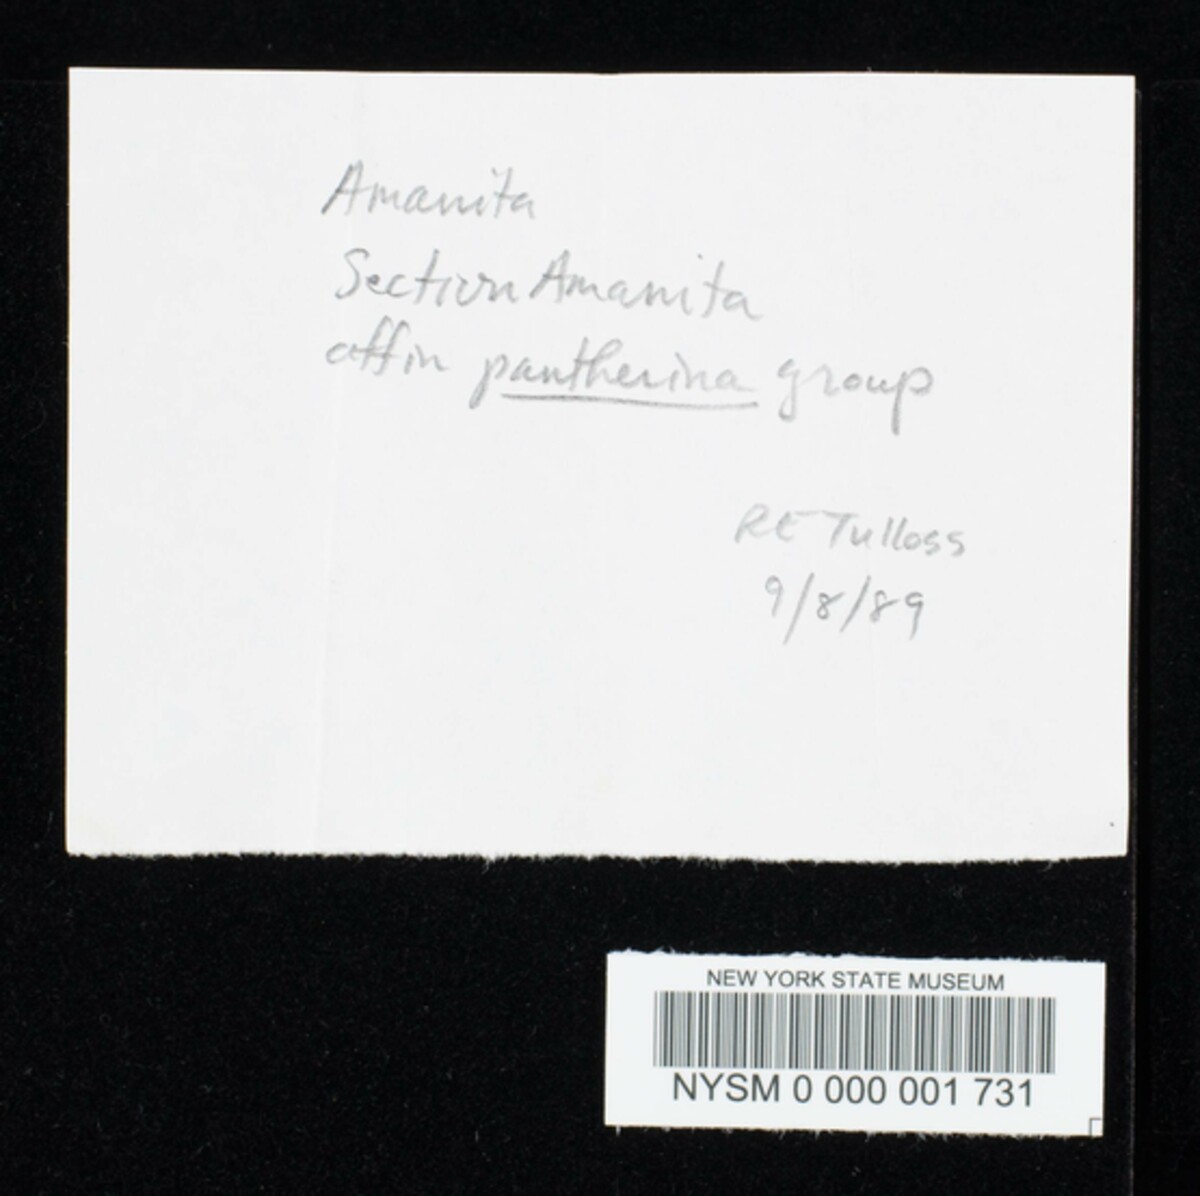 Amanita
Section Amanita
affin pantherina group
RE Tulloss
9/8/89
NEW YORK STATE MUSEUM
NYSM 0 000 001 731